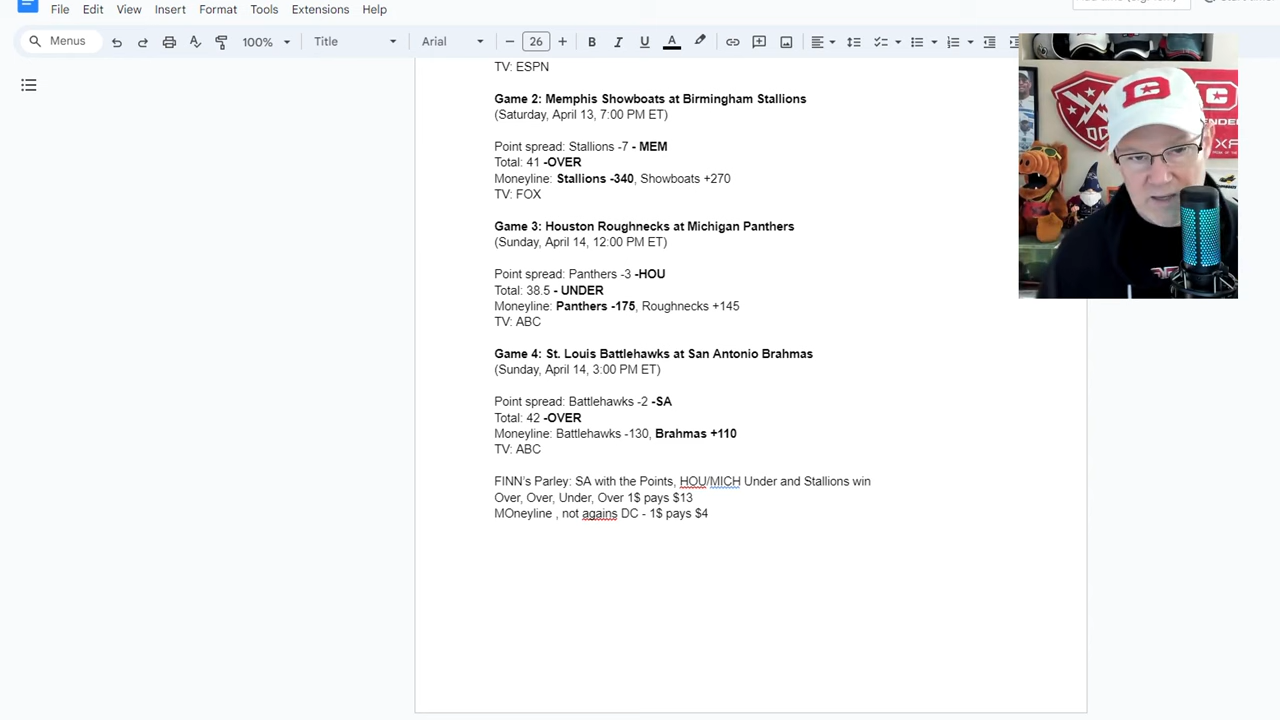 File Edit View Insert Format Tools Extensions Help
Menus 100% Title Arial 26 B I U A
TV: ESPN
Game 2: Memphis Showboats at Birmingham Stallions
(Saturday, April 13, 7:00 PM ET)
Point spread: Stallions -7 - MEM
Total: 41 -OVER
Moneyline: Stallions -340, Showboats +270
TV: FOX
Game 3: Houston Roughnecks at Michigan Panthers
(Sunday, April 14, 12:00 PM ET)
Point spread: Panthers -3 -HOU
Total: 38.5 - UNDER
Moneyline: Panthers -175, Roughnecks +145
TV: ABC
Game 4: St. Louis Battlehawks at San Antonio Brahmas
(Sunday, April 14, 3:00 PM ET)
Point spread: Battlehawks -2 -SA
Total: 42 -OVER
Moneyline: Battlehawks -130, Brahmas +110
TV: ABC
FINN's Parley: SA with the Points, HOU/MICH Under and Stallions win
Over, Over, Under, Over 1$ pays $13
MOneyline , not agains DC - 1$ pays $4
DC